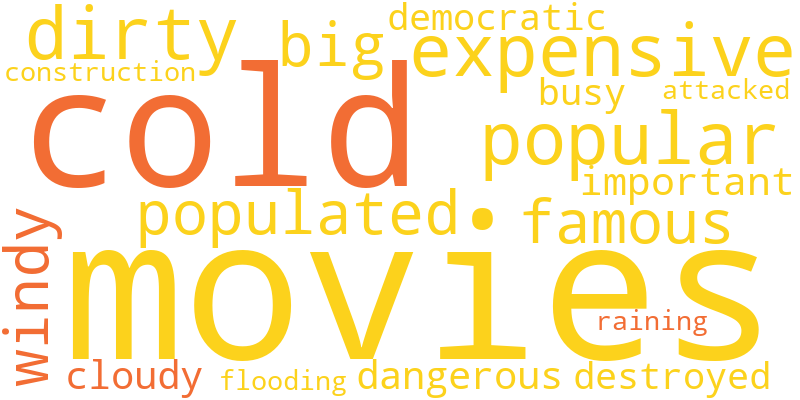 democratic
dirty
big
expensive
construction
cold
busy
attacked
popular
important
populated
famous
windy
movies
raining
cloudy
flooding
dangerous
destroyed